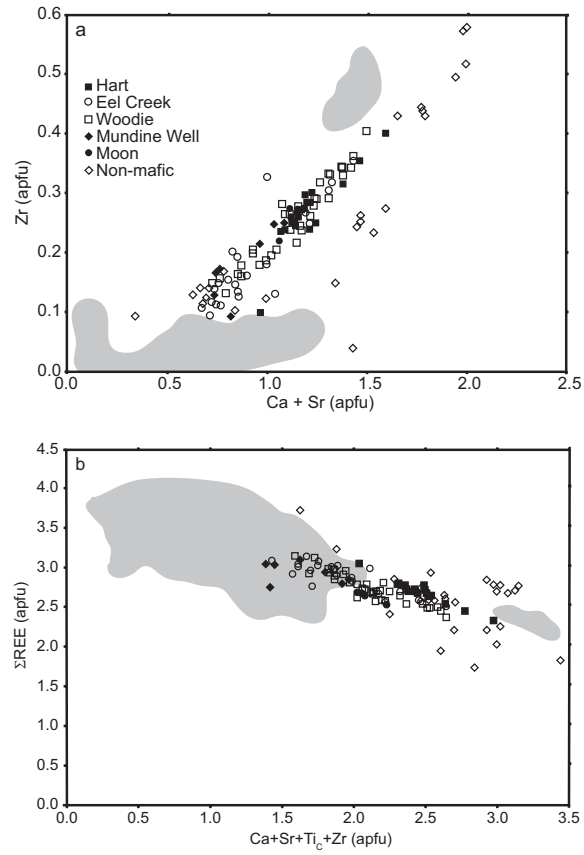 a
0.6
0.5
0.4
0.3
0.2
0.1
0.0
Zr (apfu)
Hart
Eel Creek
Woodie
Mundine Well
Moon
Non-mafic
0.0 0.5 1.0 1.5 2.0 2.5
Ca + Sr (apfu)
b
4.5
4.0
3.5
3.0
2.5
2.0
1.5
1.0
0.5
0.0
ΣREE (apfu)
0.0 0.5 1.0 1.5 2.0 2.5 3.0 3.5
Ca+Sr+Ti_C+Zr (apfu)